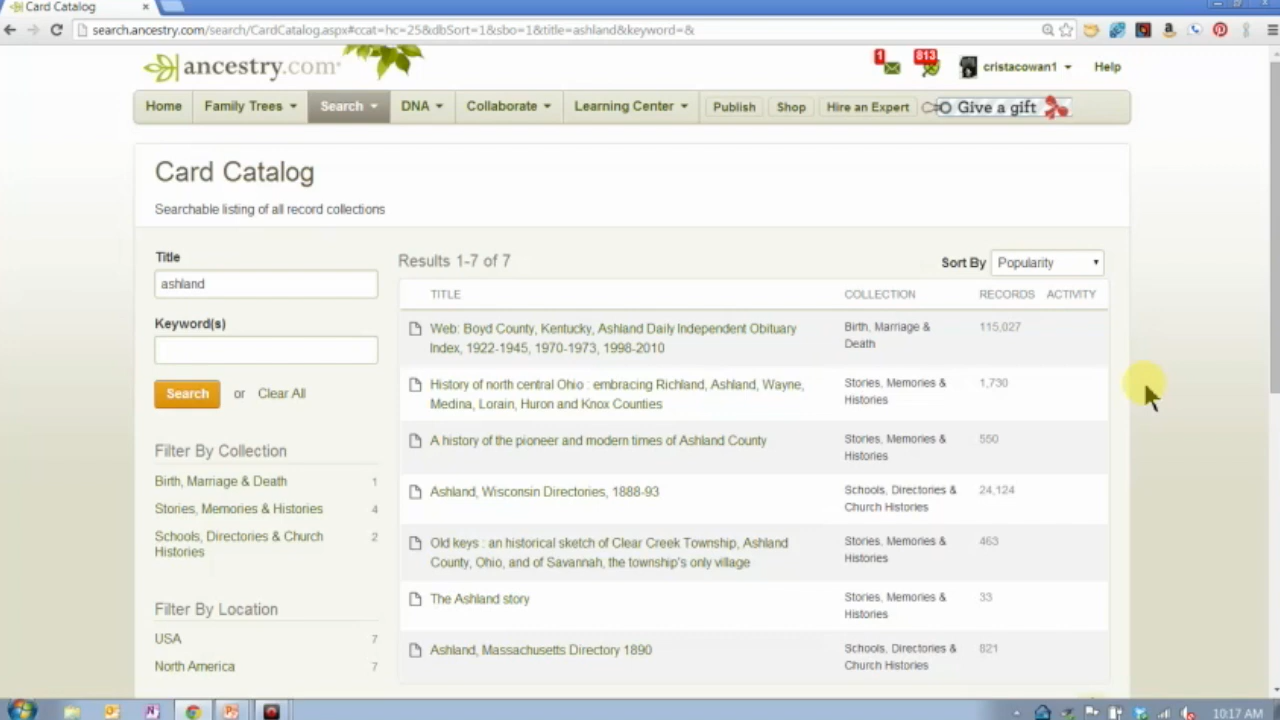 Card Catalog
search.ancestry.com/search/CardCatalog.aspx#ccat=hc=25&dbSort=1&sbo=1&title=ashland&keyword=&
ancestry.com
1
813
cristacowan1
Help
Home
Family Trees
Search
DNA
Collaborate
Learning Center
Publish
Shop
Hire an Expert
Give a gift
Card Catalog
Searchable listing of all record collections
Title
ashland
Keyword(s)
Search or Clear All
Filter By Collection
Birth, Marriage & Death 1
Stories, Memories & Histories 4
Schools, Directories & Church 2
Histories
Filter By Location
USA 7
North America 7
Results 1-7 of 7
Sort By Popularity
TITLE COLLECTION RECORDS ACTIVITY
Web: Boyd County, Kentucky, Ashland Daily Independent Obituary
Index, 1922-1945, 1970-1973, 1998-2010
Birth, Marriage &
Death
115,027
History of north central Ohio : embracing Richland, Ashland, Wayne,
Medina, Lorain, Huron and Knox Counties
Stories, Memories &
Histories
1,730
A history of the pioneer and modern times of Ashland County
Stories, Memories &
Histories
550
Ashland, Wisconsin Directories, 1888-93
Schools, Directories &
Church Histories
24,124
Old keys : an historical sketch of Clear Creek Township, Ashland
County, Ohio, and of Savannah, the township's only village
Stories, Memories &
Histories
463
The Ashland story
Stories, Memories &
Histories
33
Ashland, Massachusetts Directory 1890
Schools, Directories &
Church Histories
821
10:17 AM